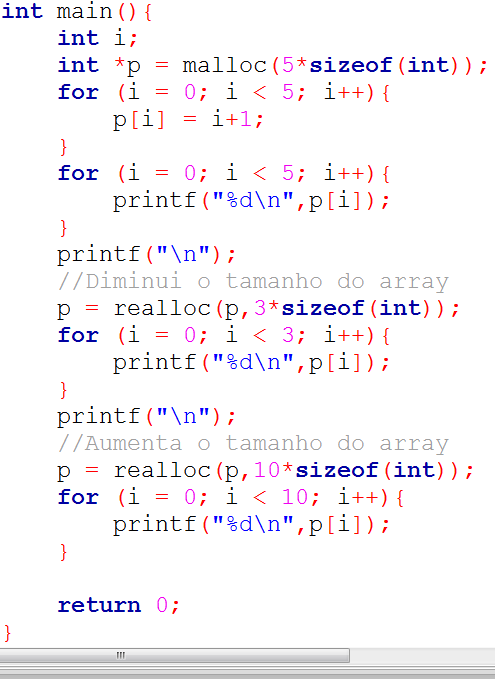 int main(){
    int i;
    int *p = malloc(5*sizeof(int));
    for (i = 0; i < 5; i++){
        p[i] = i+1;
    }
    for (i = 0; i < 5; i++){
        printf("%d\n",p[i]);
    }
    printf("\n");
    //Diminui o tamanho do array
    p = realloc(p,3*sizeof(int));
    for (i = 0; i < 3; i++){
        printf("%d\n",p[i]);
    }
    printf("\n");
    //Aumenta o tamanho do array
    p = realloc(p,10*sizeof(int));
    for (i = 0; i < 10; i++){
        printf("%d\n",p[i]);
    }
    return 0;
}